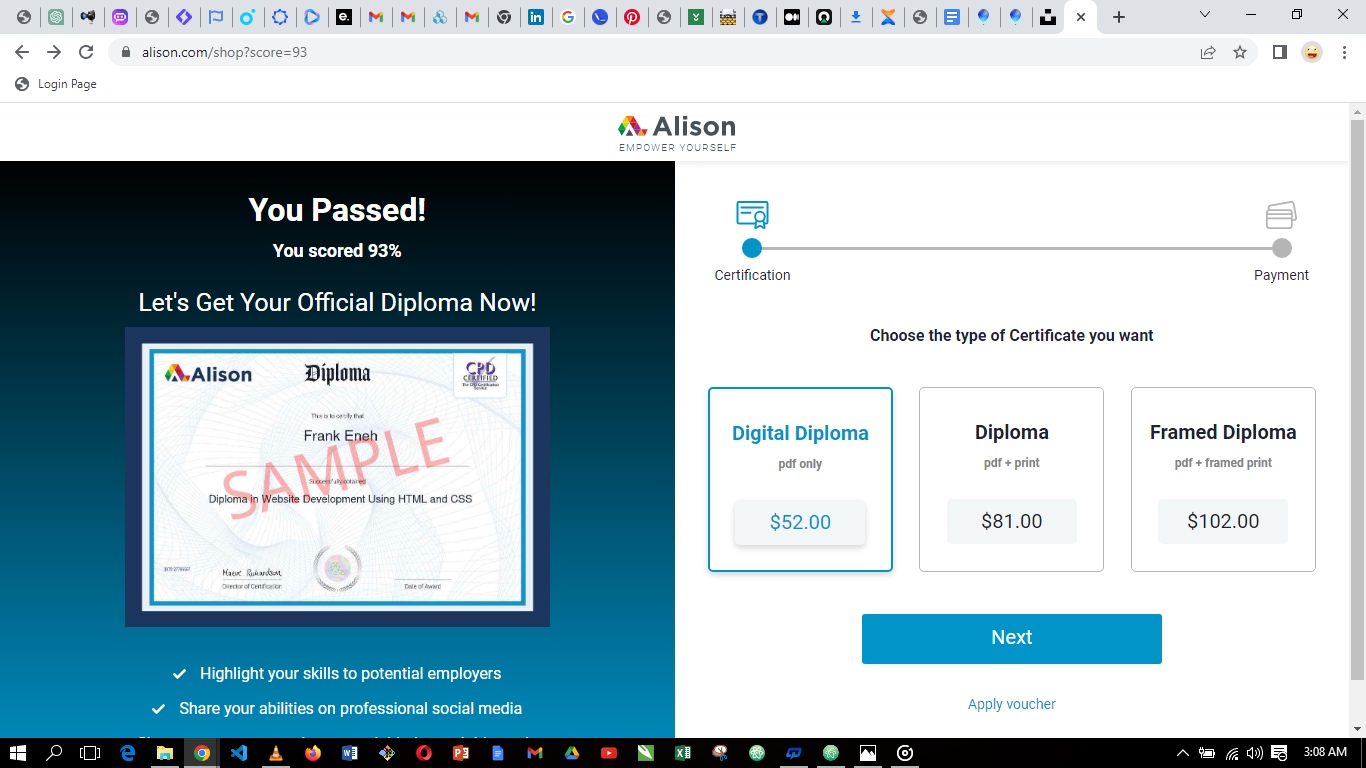 alison.com/shop?score=93
Login Page
Alison
EMPOWER YOURSELF
You Passed!
You scored 93%
Let's Get Your Official Diploma Now!
Alison
Diploma
CPD
CERTIFIED
The CPD Certification
Service
This is to certify that
Frank Eneh
SAMPLE
Successfully obtained
Diploma in Website Development Using HTML and CSS
Director of Certification
Date of Award
Highlight your skills to potential employers
Share your abilities on professional social media
Certification
Payment
Choose the type of Certificate you want
Digital Diploma
pdf only
$52.00
Diploma
pdf + print
$81.00
Framed Diploma
pdf + framed print
$102.00
Next
Apply voucher
3:08 AM